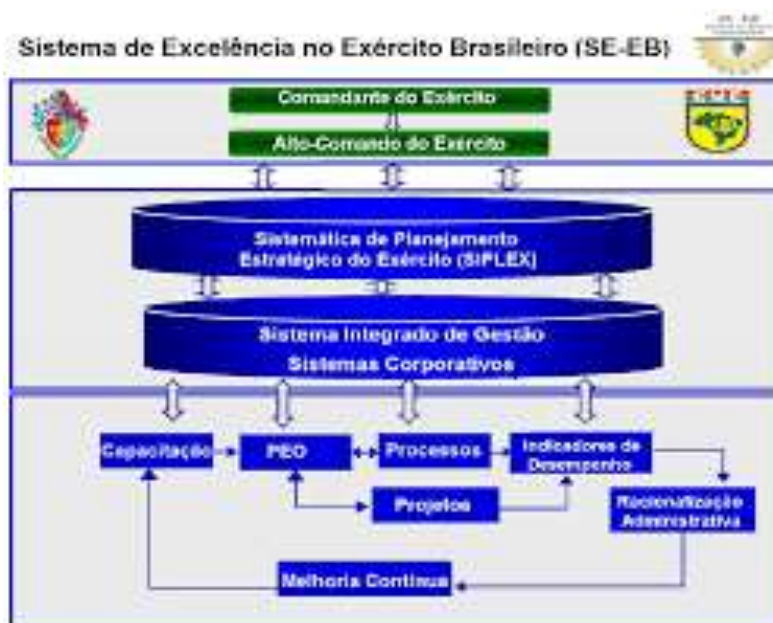 Sistema de Excelência no Exército Brasileiro (SE-EB)
Comandante do Exército
Alto-Comando do Exército
Sistemática de Planejamento
Estratégico do Exército (SIPLEX)
Sistema Integrado de Gestão
Sistemas Corporativos
Capacitação
PEO
Processos
Indicadores de
Desempenho
Projetos
Racionalização
Administrativa
Melhoria Contínua